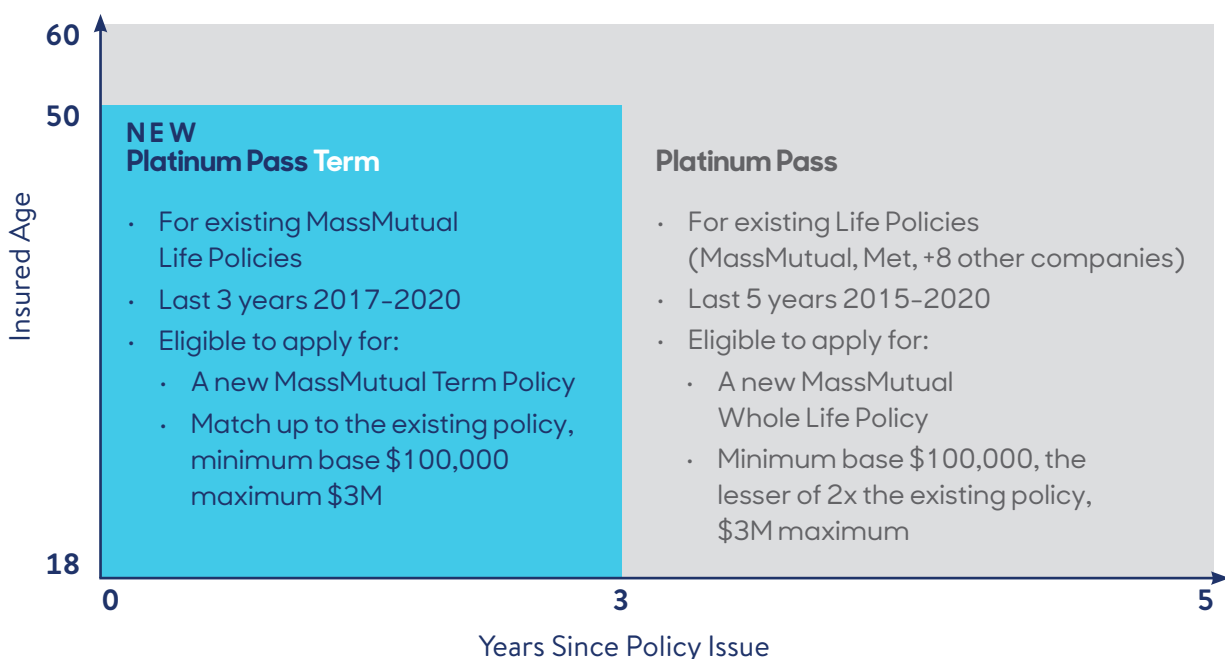 60
50
18
Insured Age
NEW
Platinum Pass Term
· For existing MassMutual
Life Policies
· Last 3 years 2017–2020
· Eligible to apply for:
· A new MassMutual Term Policy
· Match up to the existing policy,
minimum base $100,000
maximum $3M
Platinum Pass
· For existing Life Policies
(MassMutual, Met, +8 other companies)
· Last 5 years 2015–2020
· Eligible to apply for:
· A new MassMutual
Whole Life Policy
· Minimum base $100,000, the
lesser of 2x the existing policy,
$3M maximum
0
3
5
Years Since Policy Issue